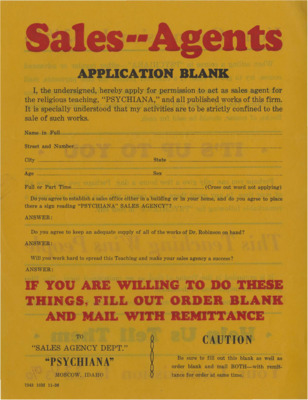 Sales--Agents
APPLICATION BLANK
I, the undersigned, hereby apply for permission to act as sales agent for
the religious teaching, "PSYCHIANA," and all published works of this firm.
It is specially understood that my activities are to be strictly confined to the
sale of such works.
Name in Full
Street and Number
City State
Age Sex
Full or Part Time (Cross out word not applying)
Do you agree to establish a sales office either in a building or in your home, and do you agree to place
there a sign reading "PSYCHIANA" SALES AGENCY"?
ANSWER:
Do you agree to keep an adequate supply of all of the works of Dr. Robinson on hand?
ANSWER:
Will you work hard to spread this Teaching and make your sales agency a success?
ANSWER:
IF YOU ARE WILLING TO DO THESE
THINGS, FILL OUT ORDER BLANK
AND MAIL WITH REMITTANCE
TO
"SALES AGENCY DEPT."
"PSYCHIANA"
MOSCOW, IDAHO
CAUTION
Be sure to fill out this blank as well as
order blank and mail BOTH—with remit-
tance for order at same time.